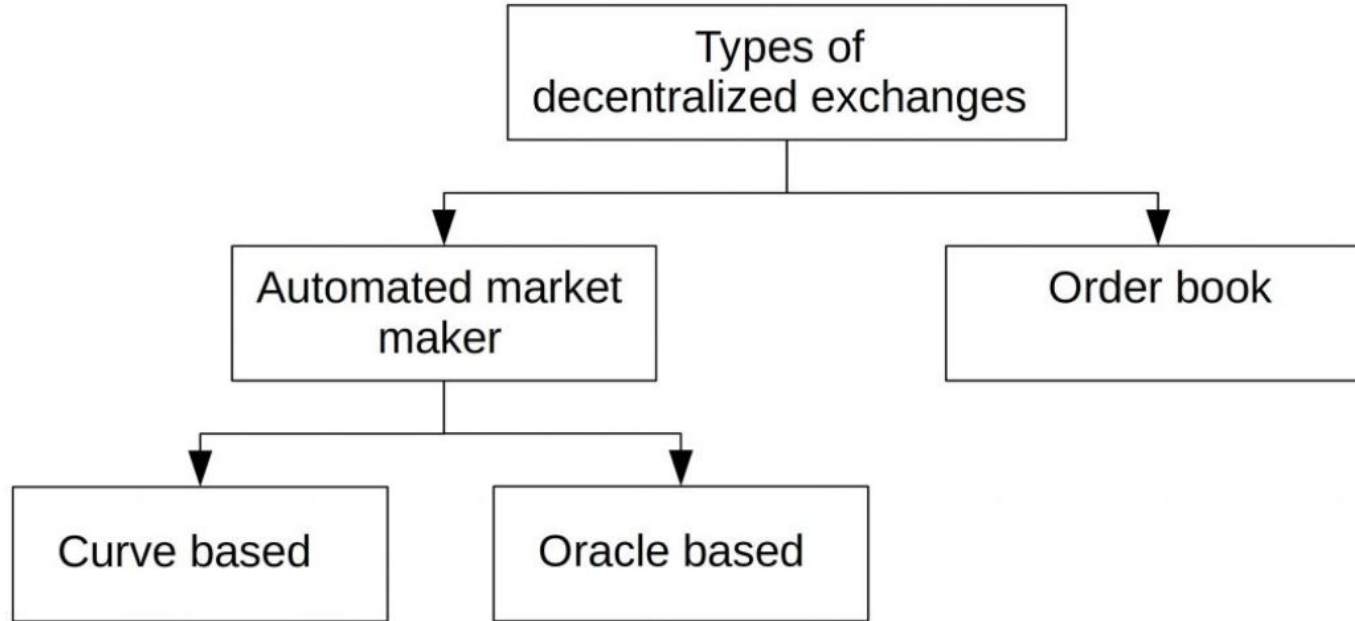 Types of
decentralized exchanges
Automated market
maker
Order book
Curve based
Oracle based